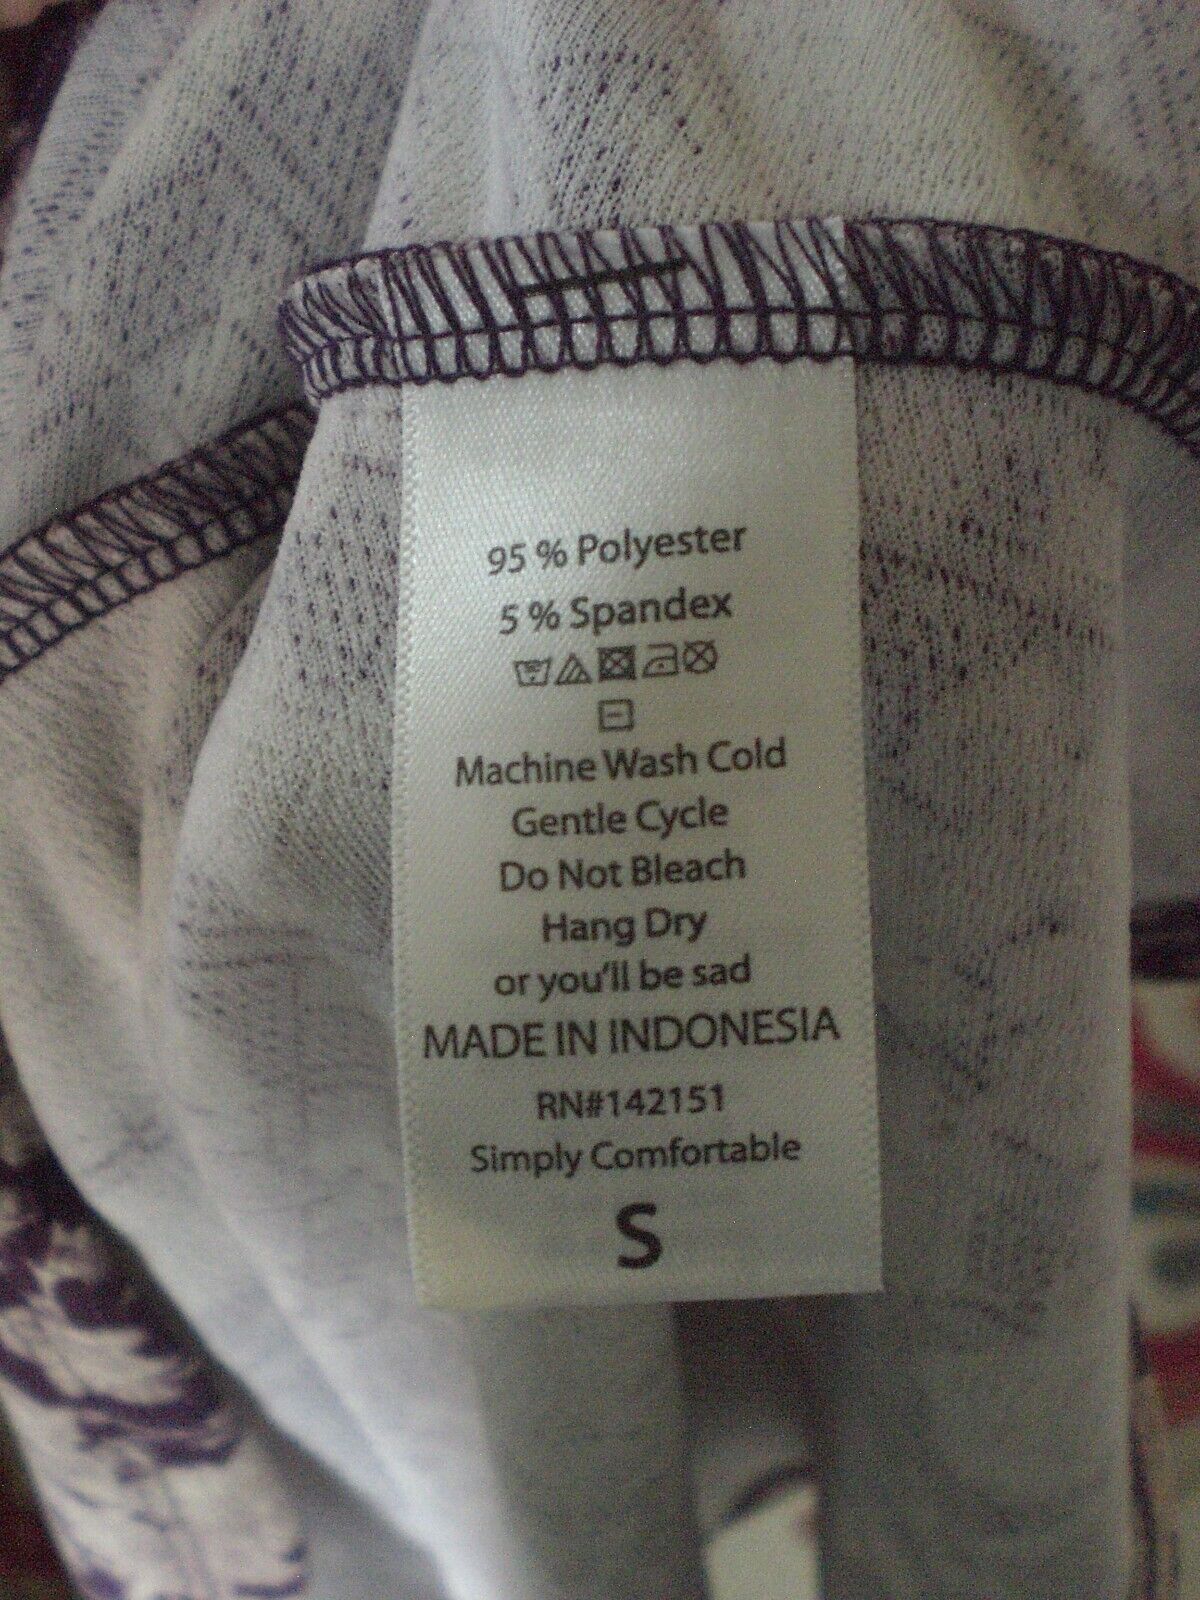 95 % Polyester
5 % Spandex
Machine Wash Cold
Gentle Cycle
Do Not Bleach
Hang Dry
or you'll be sad
MADE IN INDONESIA
RN#142151
Simply Comfortable
S